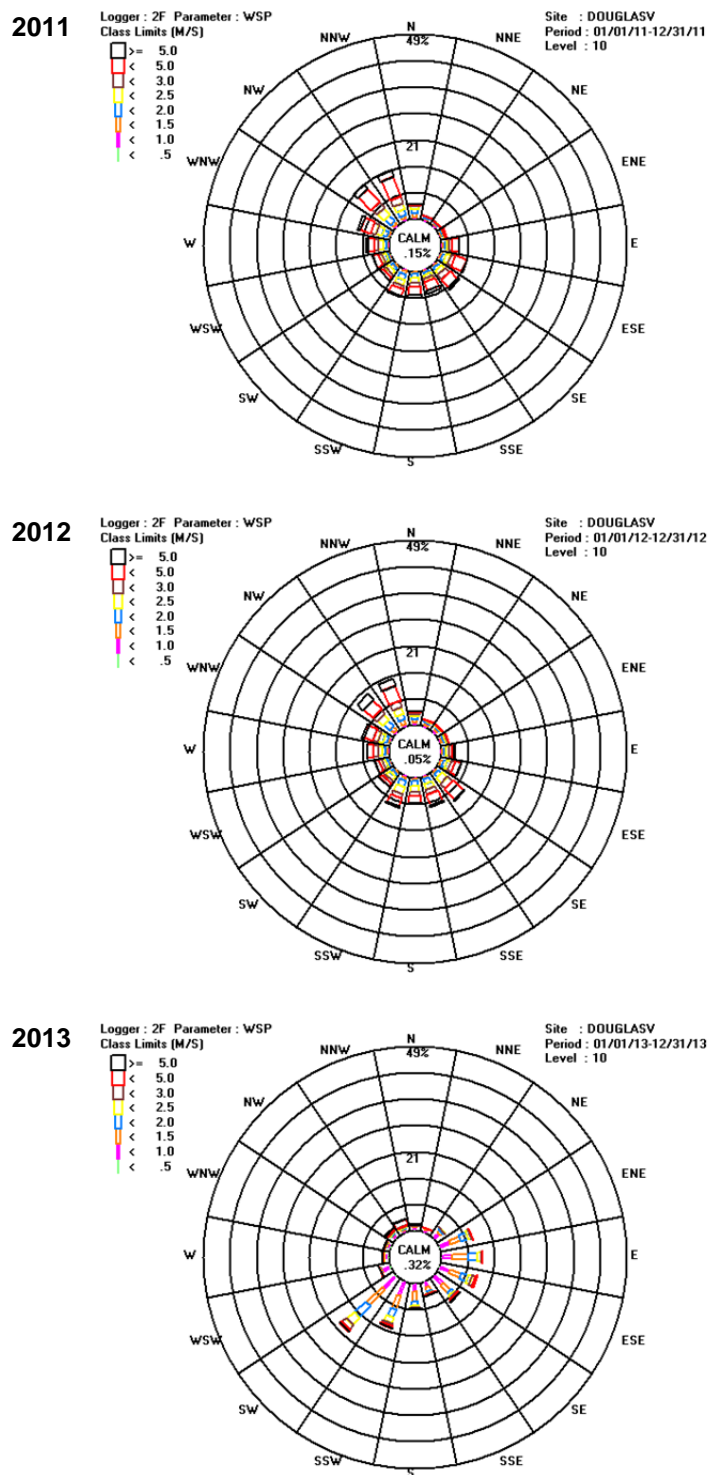 2011
Logger : 2F Parameter : WSP
Class Limits (M/S)
>= 5.0
< 5.0
< 3.0
< 2.5
< 2.0
< 1.5
< 1.0
< .5
Site : DOUGLASV
Period : 01/01/11-12/31/11
Level : 10
N
49%
NNW
NNE
NW
NE
21
WNW
ENE
CALM
.15%
W
E
WSW
ESE
SW
SE
SSW
SSE
S
2012
Logger : 2F Parameter : WSP
Class Limits (M/S)
>= 5.0
< 5.0
< 3.0
< 2.5
< 2.0
< 1.5
< 1.0
< .5
Site : DOUGLASV
Period : 01/01/12-12/31/12
Level : 10
N
49%
NNW
NNE
NW
NE
21
WNW
ENE
CALM
.05%
W
E
WSW
ESE
SW
SE
SSW
SSE
S
2013
Logger : 2F Parameter : WSP
Class Limits (M/S)
>= 5.0
< 5.0
< 3.0
< 2.5
< 2.0
< 1.5
< 1.0
< .5
Site : DOUGLASV
Period : 01/01/13-12/31/13
Level : 10
N
49%
NNW
NNE
NW
NE
21
WNW
ENE
CALM
.32%
W
E
WSW
ESE
SW
SE
SSW
SSE
S